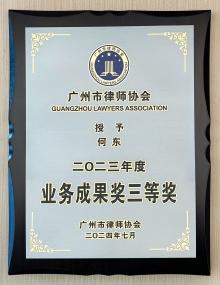 广州市律师协会
GUANGZHOU LAWYERS ASSOCIATION
授予
何东
二〇二三年度
业务成果奖三等奖
广州市律师协会
二〇二四年七月